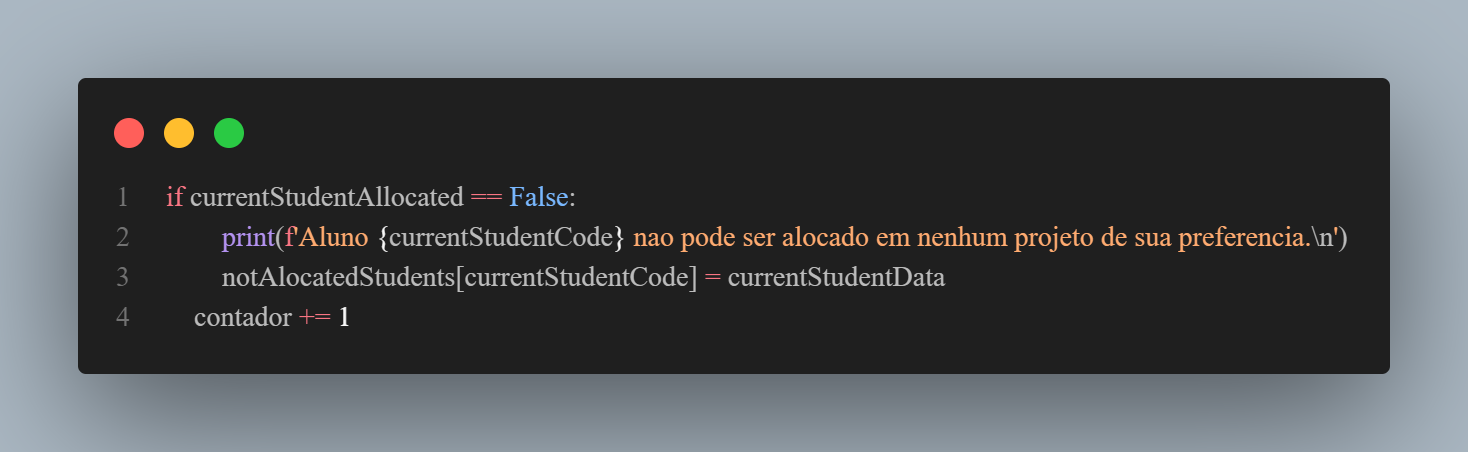 1 if currentStudentAllocated == False:
2 print(f'Aluno {currentStudentCode} nao pode ser alocado em nenhum projeto de sua preferencia.\n')
3 notAlocatedStudents[currentStudentCode] = currentStudentData
4 contador += 1